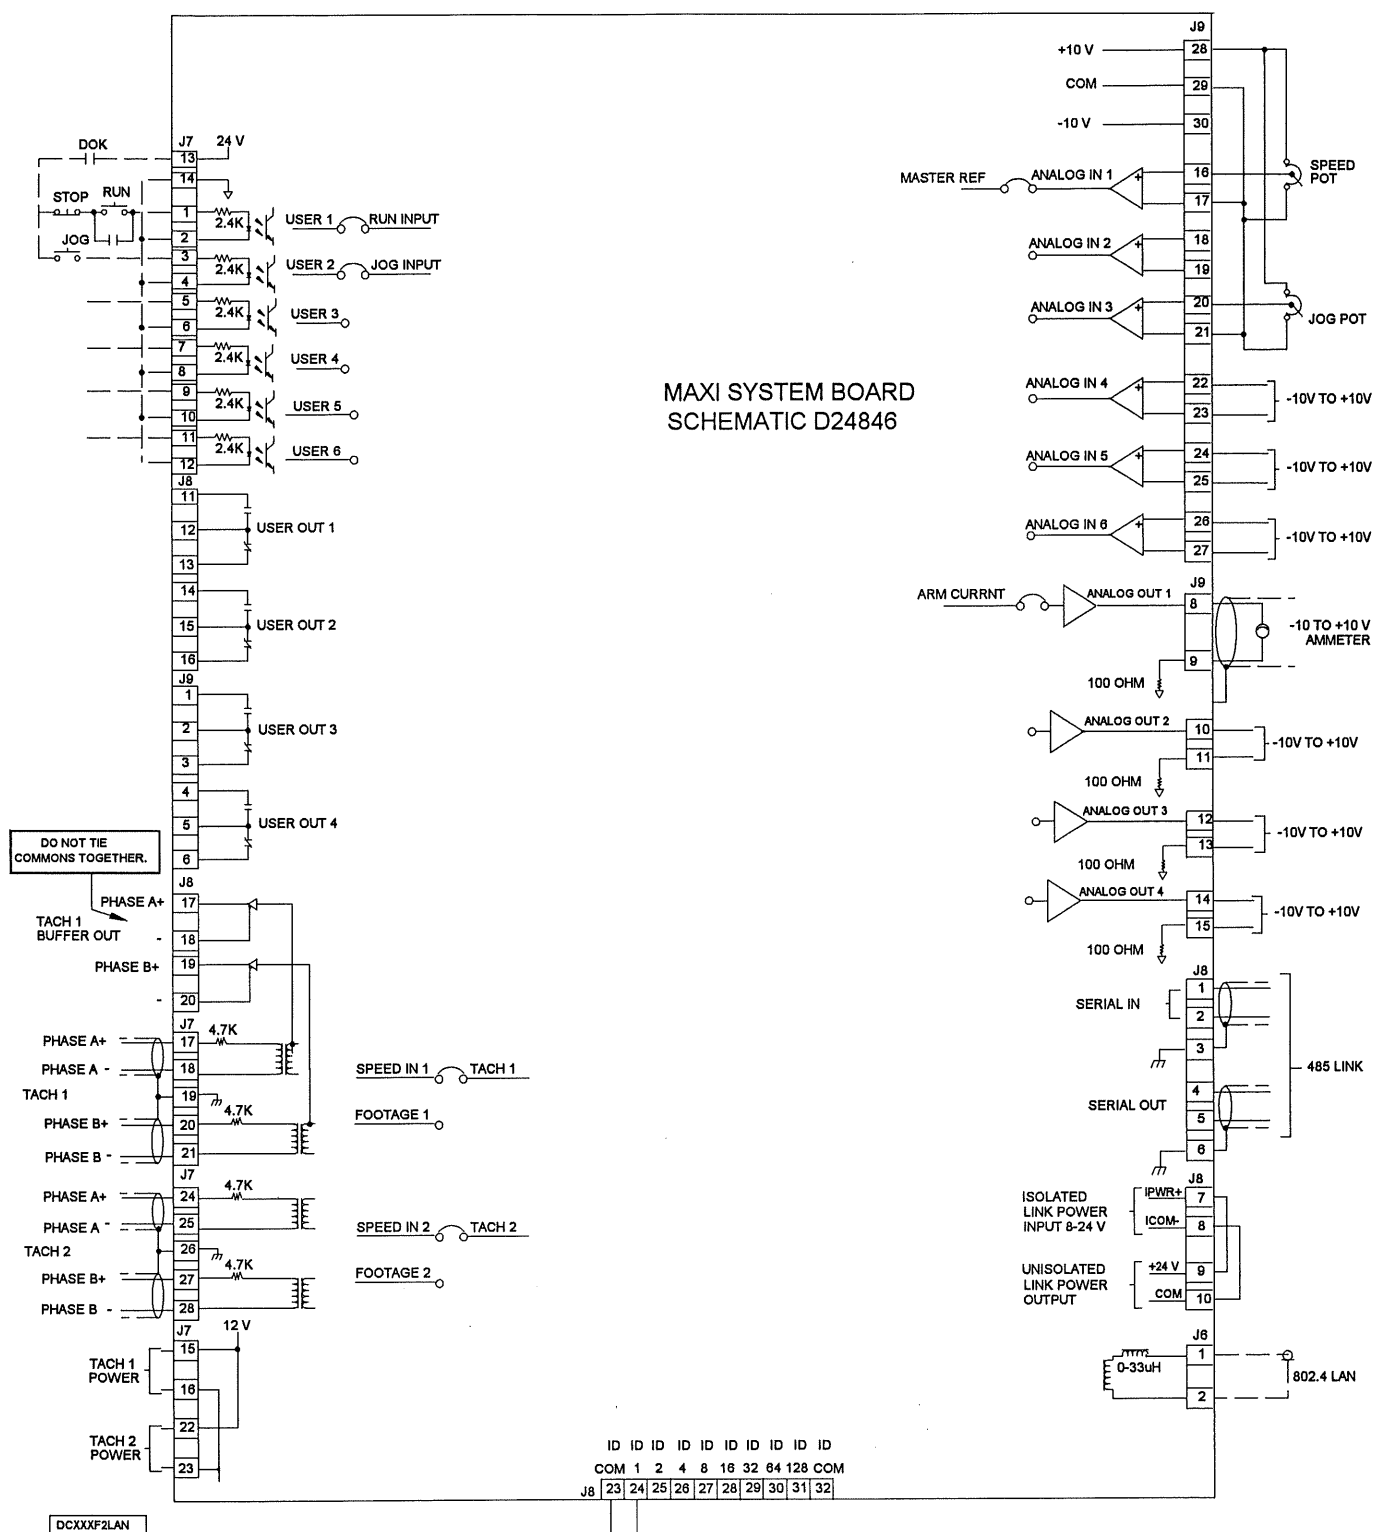 MAXI SYSTEM BOARD
SCHEMATIC D24846
J7
24 V
DOK
13
14
STOP
RUN
1
2.4K
USER 1
RUN INPUT
2
JOG
3
2.4K
USER 2
JOG INPUT
4
5
2.4K
USER 3
6
7
2.4K
USER 4
8
9
2.4K
USER 5
10
11
2.4K
USER 6
12
J8
11
12
USER OUT 1
13
14
15
USER OUT 2
16
J9
1
2
USER OUT 3
3
4
5
USER OUT 4
6
DO NOT TIE
COMMONS TOGETHER.
J8
PHASE A+
17
TACH 1
BUFFER OUT
-
18
PHASE B+
19
-
20
J7
4.7K
PHASE A+
17
PHASE A -
18
TACH 1
19
PHASE B+
20
4.7K
PHASE B -
21
SPEED IN 1
TACH 1
FOOTAGE 1
J7
4.7K
PHASE A+
24
PHASE A -
25
TACH 2
26
PHASE B+
27
4.7K
PHASE B -
28
SPEED IN 2
TACH 2
FOOTAGE 2
J7
12 V
15
TACH 1
POWER
16
22
TACH 2
POWER
23
DCXXXF2LAN
J9
+10 V
28
COM
29
-10 V
30
MASTER REF
ANALOG IN 1
+
16
17
SPEED
POT
ANALOG IN 2
+
18
19
ANALOG IN 3
+
20
21
JOG POT
ANALOG IN 4
+
22
23
-10V TO +10V
ANALOG IN 5
+
24
25
-10V TO +10V
ANALOG IN 6
+
26
27
-10V TO +10V
J9
ARM CURRNT
ANALOG OUT 1
8
-10 TO +10 V
AMMETER
9
100 OHM
ANALOG OUT 2
10
-10V TO +10V
11
100 OHM
ANALOG OUT 3
12
-10V TO +10V
13
100 OHM
ANALOG OUT 4
14
-10V TO +10V
15
100 OHM
J8
1
SERIAL IN
2
3
485 LINK
4
SERIAL OUT
5
6
J8
ISOLATED
LINK POWER
INPUT 8-24 V
IPWR+
7
ICOM-
8
UNISOLATED
LINK POWER
OUTPUT
+24 V
9
COM
10
J6
1
0-33uH
802.4 LAN
2
ID ID ID ID ID ID ID ID ID ID
COM 1 2 4 8 16 32 64 128 COM
J8 23 24 25 26 27 28 29 30 31 32